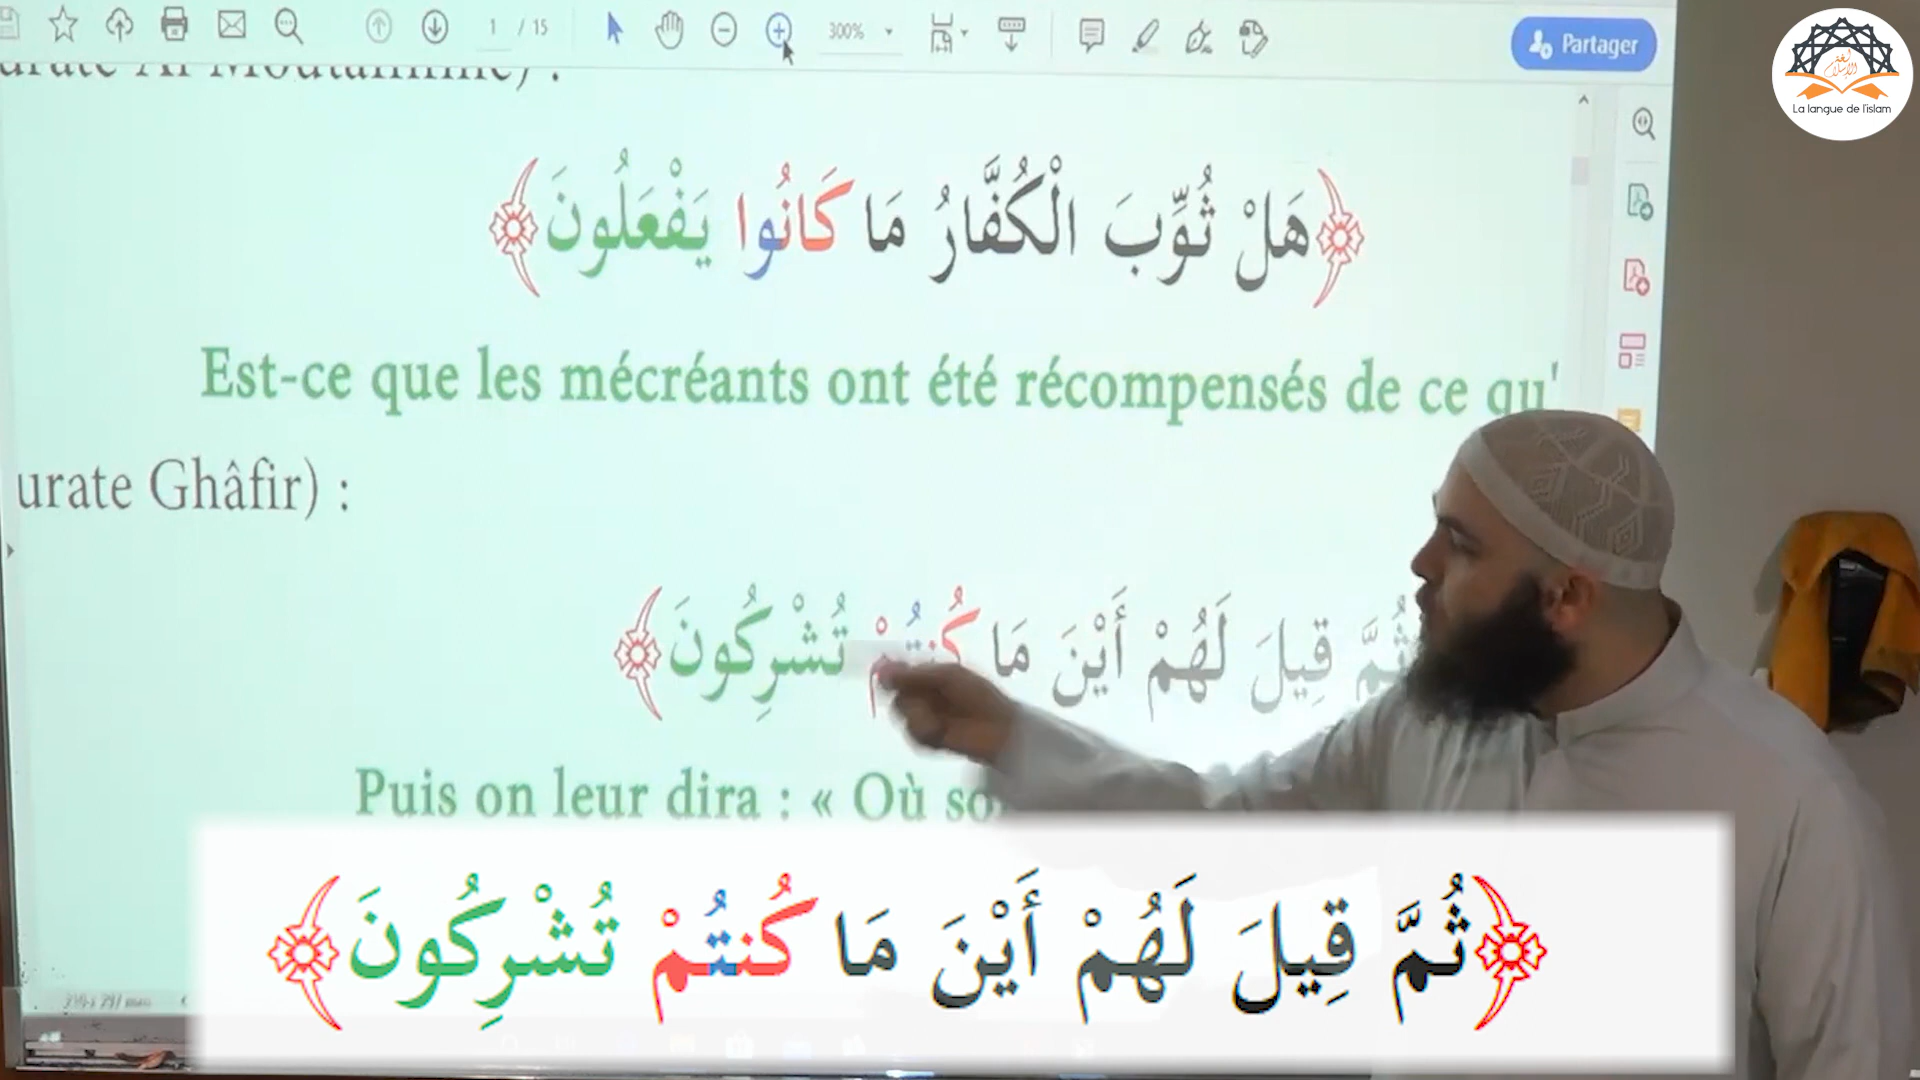 1 / 15
300%
Partager
La langue de l'islam
﴿هَلْ ثُوِّبَ الْكُفَّارُ مَا كَانُوا يَفْعَلُونَ﴾
Est-ce que les mécréants ont été récompensés de ce qu'
urate Ghâfir) :
ثُمَّ قِيلَ لَهُمْ أَيْنَ مَا كُنتُمْ تُشْرِكُونَ﴾
Puis on leur dira : « Où so
﴿ثُمَّ قِيلَ لَهُمْ أَيْنَ مَا كُنتُمْ تُشْرِكُونَ﴾